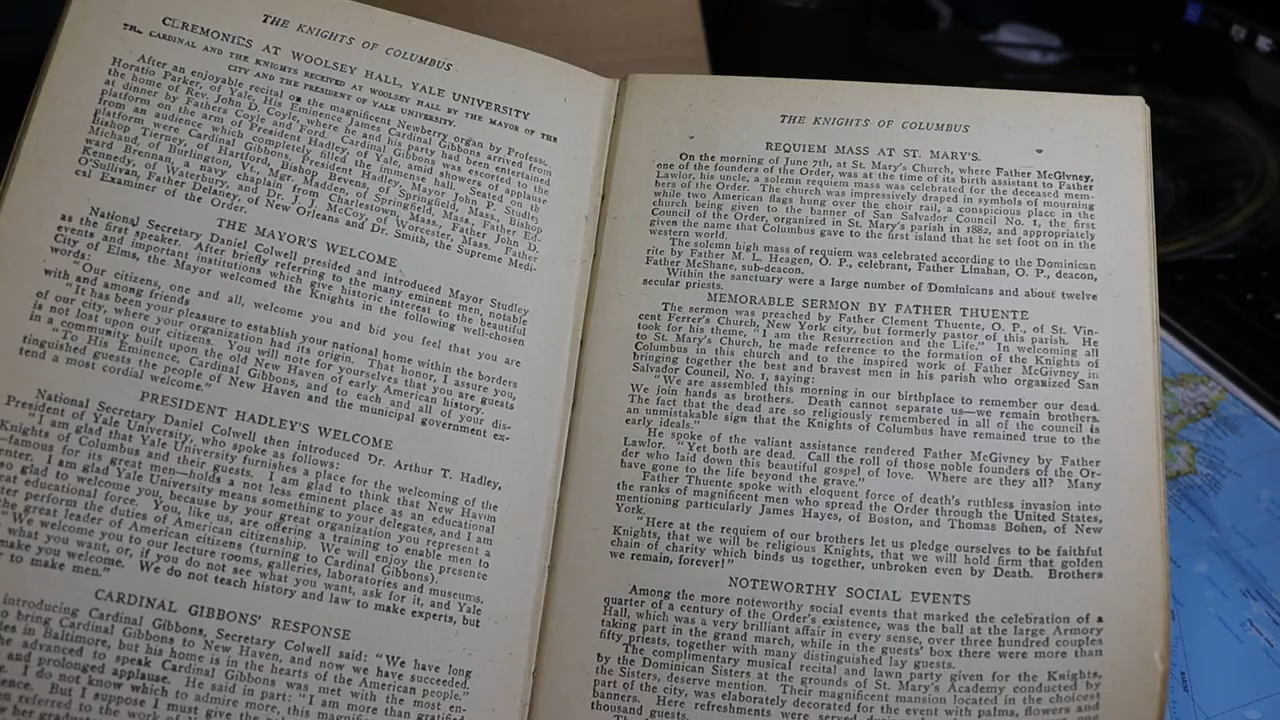 THE KNIGHTS OF COLUMBUS
CEREMONIES AT WOOLSEY HALL, YALE UNIVERSITY
THE CARDINAL AND THE KNIGHTS RECEIVED AT WOOLSEY HALL BY THE MAYOR OF THE
CITY AND THE PRESIDENT OF YALE UNIVERSITY.
After an enjoyable recital on the magnificent Newberry organ by Professor
Horatio Parker, of Yale, His Eminence James Cardinal Gibbons arrived from
the home of Rev. John D. Coyle, where he and his party had been entertained
at dinner by Fathers Coyle and Ford. Cardinal Gibbons was escorted to the
platform on the arm of President Hadley, of Yale, amid showers of applause
from an audience which completely filled the immense hall. Seated on the
platform were Cardinal Gibbons, President Hadley, Mayor John P. Studley,
Bishop Tierney, of Hartford, Bishop Bevens, of Springfield, Mass., Bishop
Michaud, of Burlington, Vt., Mgr. Madden, of Springfield, Mass., Father Ed-
ward Brennan, a navy chaplain from Charlestown, Mass., Father John D.
Kennedy, of Waterbury, and Dr. J. J. McCoy, of Worcester, Mass. Father
O'Sullivan, Father Delaney, of New Orleans and Dr. Smith, the Supreme Medi-
cal Examiner of the Order.
THE MAYOR'S WELCOME
National Secretary Daniel Colwell presided and introduced Mayor Studley
as the first speaker. After briefly referring to the many eminent men, notable
events and important institutions which give historic interest to the beautiful
City of Elms, the Mayor welcomed the Knights in the following well-chosen
words:
"Our citizens, one and all, welcome you and bid you feel that you are
with and among friends
"It has been your pleasure to establish your national home within the borders
of our city, where your organization had its origin. That honor, I assure you,
is not lost upon our citizens. You will note for yourselves that you are guests
in a community built upon the old New Haven of early American history.
"To His Eminence, Cardinal Gibbons, and to each and all of your dis-
tinguished guests the people of New Haven and the municipal government ex-
tend a most cordial welcome."
PRESIDENT HADLEY'S WELCOME
National Secretary Daniel Colwell then introduced Dr. Arthur T. Hadley,
President of Yale University, who spoke as follows:
"I am glad that Yale University furnishes a place for the welcoming of the
Knights of Columbus and their guests. I am glad to think that New Haven
—famous for its great men—holds a not less eminent place as an educational
center. I am glad Yale University means something to your delegates, and I am
so glad to welcome you, because by your great organization you represent a
great educational force. You, like us, are offering a training to enable men to
perform the duties of American citizenship. We will enjoy the presence
the great leader of American citizens (turning to Cardinal Gibbons).
"We welcome you to our lecture rooms, galleries, laboratories and museums.
what you want, or, if you do not see what you want, ask for it, and Yale
make you welcome. We do not teach history and law to make experts, but
to make men."
CARDINAL GIBBONS' RESPONSE
introducing Cardinal Gibbons, Secretary Colwell said: "We have long
to bring Cardinal Gibbons to New Haven, and now we have succeeded.
in Baltimore, but his home is in the hearts of the American people."
he advanced to speak Cardinal Gibbons was met with the most en-
and prolonged applause. He said in part: "I am more than gratified
I do not know which to admire more, this
But I suppose I must give the
referred to the work of
THE KNIGHTS OF COLUMBUS
REQUIEM MASS AT ST. MARY'S.
On the morning of June 7th, at St. Mary's Church, where Father McGivney,
one of the founders of the Order, was at the time of its birth assistant to Father
Lawlor, his uncle, a solemn requiem mass was celebrated for the deceased mem-
bers of the Order. The church was impressively draped in symbols of mourning
while two American flags hung over the choir rail, a conspicious place in the
church being given to the banner of San Salvador Council No. 1, the first
Council of the Order, organized in St. Mary's parish in 1882, and appropriately
given the name that Columbus gave to the first island that he set foot on in the
western world.
The solemn high mass of requiem was celebrated according to the Dominican
rite by Father M. L. Heagen, O. P., celebrant, Father Linahan, O. P., deacon,
Father McShane, sub-deacon.
Within the sanctuary were a large number of Dominicans and about twelve
secular priests.
MEMORABLE SERMON BY FATHER THUENTE
The sermon was preached by Father Clement Thuente, O. P., of St. Vin-
cent Ferrer's Church, New York city, but formerly pastor of this parish. He
took for his theme, "I am the Resurrection and the Life." In welcoming all
to St. Mary's Church, he made reference to the formation of the Knights of
Columbus in this church and to the inspired work of Father McGivney in
bringing together the best and bravest men in his parish who organized San
Salvador Council, No. 1, saying:
"We are assembled this morning in our birthplace to remember our dead.
We join hands as brothers. Death cannot separate us—we remain brothers.
The fact that the dead are so religiously remembered in all of the council is
an unmistakable sign that the Knights of Columbus have remained true to the
early ideals."
He spoke of the valiant assistance rendered Father McGivney by Father
Lawlor. "Yet both are dead. Call the roll of those noble founders of the Or-
der who laid down this beautiful gospel of love. Where are they all? Many
have gone to the life beyond the grave."
Father Thuente spoke with eloquent force of death's ruthless invasion into
the ranks of magnificent men who spread the Order through the United States,
mentioning particularly James Hayes, of Boston, and Thomas Bohen, of New
York.
"Here at the requiem of our brothers let us pledge ourselves to be faithful
Knights, that we will be religious Knights, that we will hold firm that golden
chain of charity which binds us together, unbroken even by Death. Brothers
we remain, forever!"
NOTEWORTHY SOCIAL EVENTS
Among the more noteworthy social events that marked the celebration of a
quarter of a century of the Order's existence, was the ball at the large Armory
Hall, which was a very brilliant affair in every sense, over three hundred couples
taking part in the grand march, while in the guests' box there were more than
fifty priests, together with many distinguished lay guests.
The complimentary musical recital and lawn party given for the Knights,
by the Dominican Sisters at the grounds of St. Mary's Academy conducted by
the Sisters, deserve mention. Their magnificent mansion located in the choicest
part of the city, was elaborately decorated for the event with palms, flowers and
banners. Here refreshments were served
thousand guests.